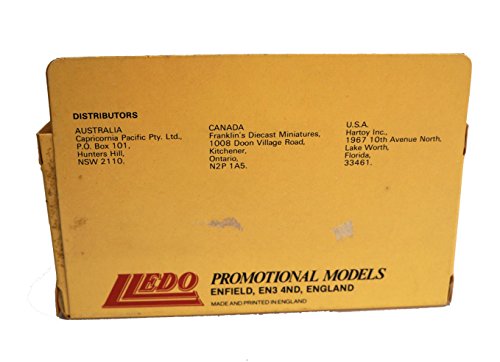 DISTRIBUTORS
AUSTRALIA
Capricornia Pacific Pty. Ltd.,
P.O. Box 101,
Hunters Hill,
NSW 2110.
CANADA
Franklin's Diecast Miniatures,
1008 Doon Village Road,
Kitchener,
Ontario,
N2P 1A5.
U.S.A.
Hartoy Inc.,
1967 10th Avenue North,
Lake Worth,
Florida,
33461.
LLEDO
PROMOTIONAL MODELS
ENFIELD, EN3 4ND, ENGLAND
MADE AND PRINTED IN ENGLAND